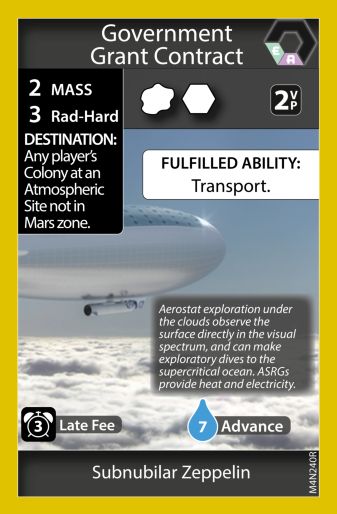 Government
Grant Contract
E A
2 MASS
3 Rad-Hard
DESTINATION:
Any player's
Colony at an
Atmospheric
Site not in
Mars zone.
2 VP
FULFILLED ABILITY:
Transport.
Aerostat exploration under
the clouds observe the
surface directly in the visual
spectrum, and can make
exploratory dives to the
supercritical ocean. ASRGs
provide heat and electricity.
3 Late Fee
7 Advance
Subnubilar Zeppelin
M4N240R